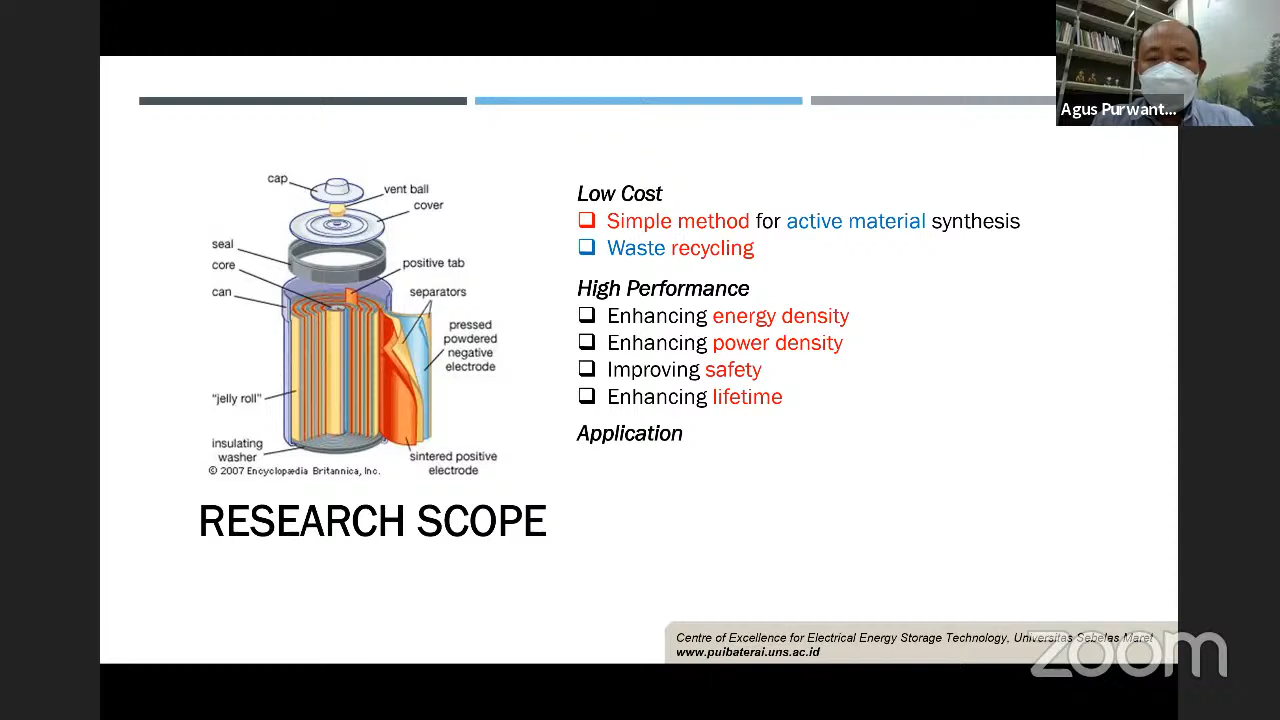 Agus Purwant...
cap
vent ball
cover
seal
core
positive tab
can
separators
pressed
powdered
negative
electrode
"jelly roll"
insulating
washer
sintered positive
electrode
© 2007 Encyclopædia Britannica, Inc.
RESEARCH SCOPE
Low Cost
Simple method for active material synthesis
Waste recycling
High Performance
Enhancing energy density
Enhancing power density
Improving safety
Enhancing lifetime
Application
Centre of Excellence for Electrical Energy Storage Technology, Universitas Sebelas Maret
www.puibaterai.uns.ac.id
zoom